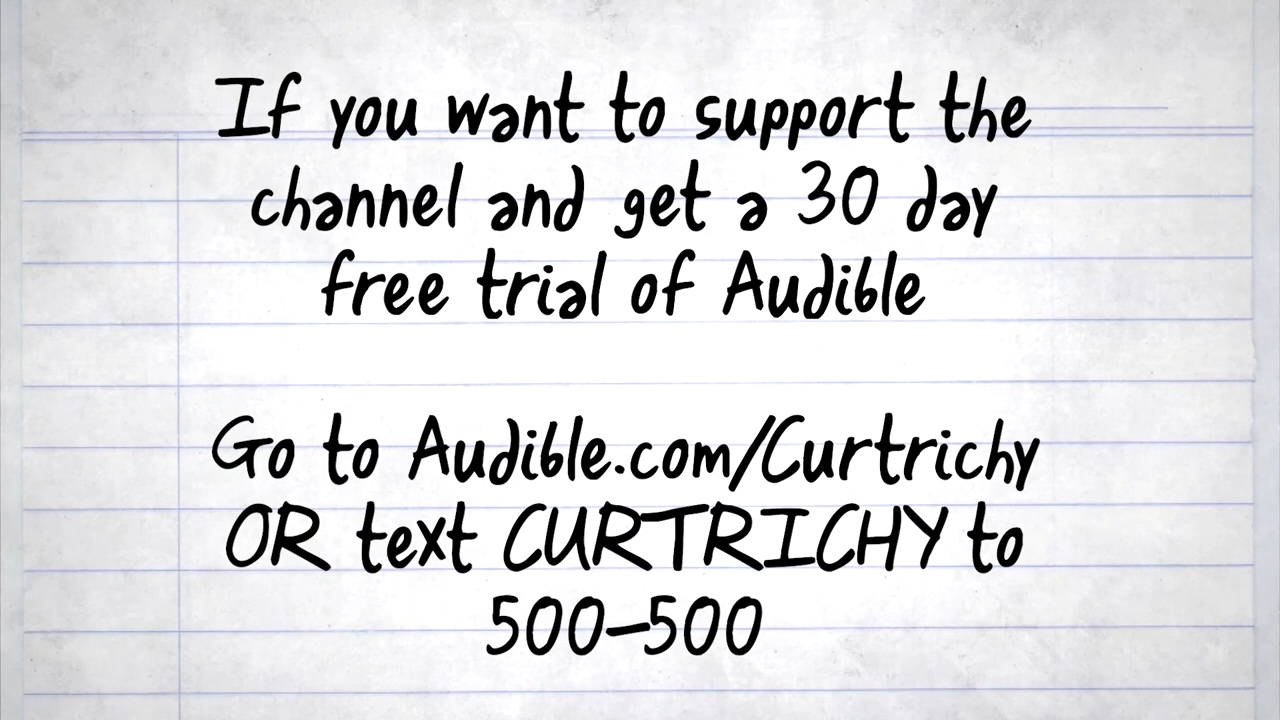 If you want to support the
channel and get a 30 day
free trial of Audible
Go to Audible.com/Curtrichy
OR text CURTRICHY to
500-500